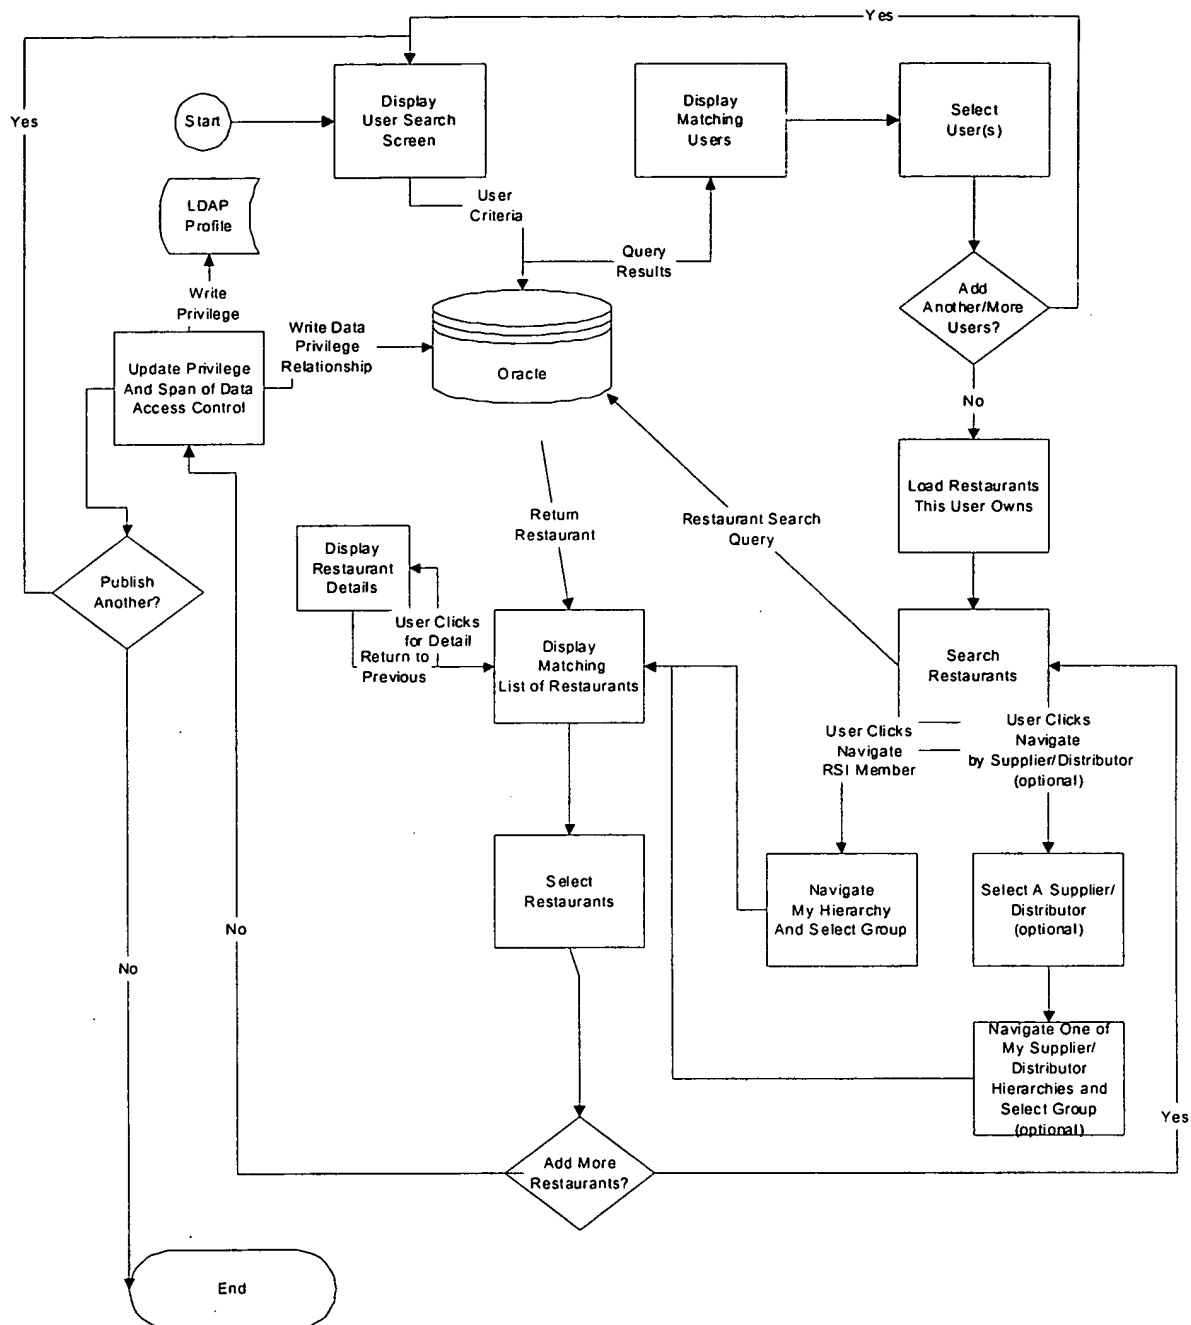 Yes
Yes
Start
Display
User Search
Screen
Display
Matching
Users
Select
User(s)
LDAP
Profile
User
Criteria
Query
Results
Write
Privilege
Write Data
Privilege
Relationship
Add
Another/More
Users?
Update Privilege
And Span of Data
Access Control
Oracle
No
Load Restaurants
This User Owns
Return
Restaurant
Restaurant Search
Query
Display
Restaurant
Details
Publish
Another?
User Clicks
for Detail
Return to
Previous
Display
Matching
List of Restaurants
Search
Restaurants
User Clicks
Navigate
RSI Member
User Clicks
Navigate
by Supplier/Distributor
(optional)
Select
Restaurants
Navigate
My Hierarchy
And Select Group
Select A Supplier/
Distributor
(optional)
No
No
Navigate One of
My Supplier/
Distributor
Hierarchies and
Select Group
(optional)
Yes
Add More
Restaurants?
End